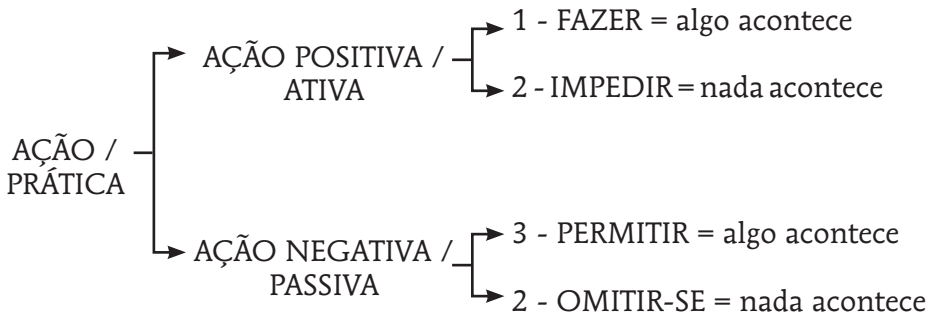 AÇÃO /
PRÁTICA
AÇÃO POSITIVA /
ATIVA
1 - FAZER = algo acontece
2 - IMPEDIR = nada acontece
AÇÃO NEGATIVA /
PASSIVA
3 - PERMITIR = algo acontece
2 - OMITIR-SE = nada acontece